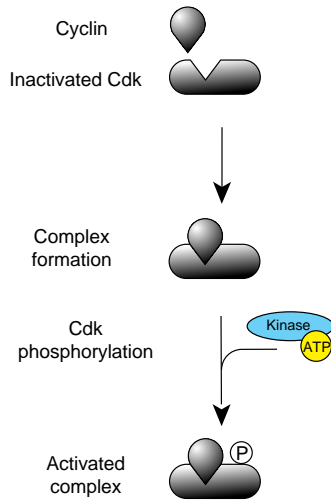 Cyclin
Inactivated Cdk
Complex
formation
Cdk
phosphorylation
Kinase
ATP
Activated
complex
P